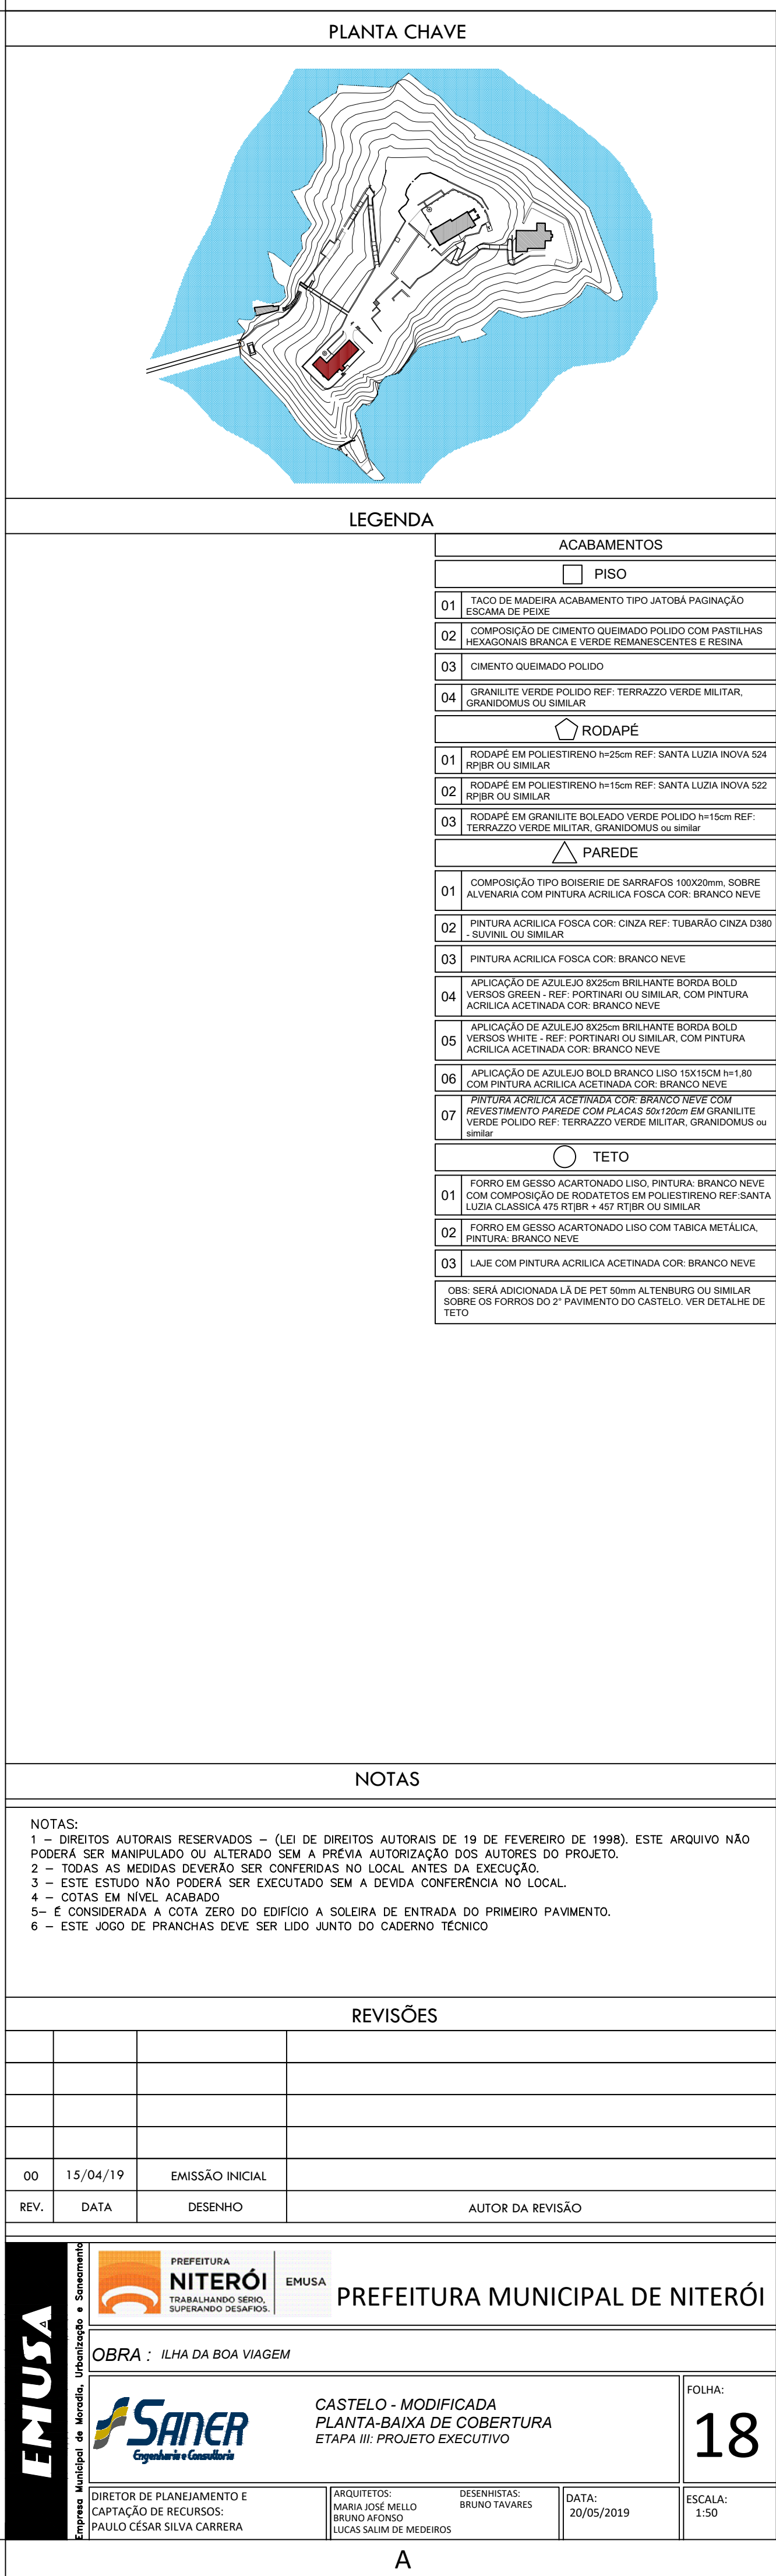 PLANTA CHAVE
LEGENDA
ACABAMENTOS
PISO
01 TACO DE MADEIRA ACABAMENTO TIPO JATOBÁ PAGINAÇÃO
ESCAMA DE PEIXE
02 COMPOSIÇÃO DE CIMENTO QUEIMADO POLIDO COM PASTILHAS
HEXAGONAIS BRANCA E VERDE REMANESCENTES E RESINA
03 CIMENTO QUEIMADO POLIDO
04 GRANILITE VERDE POLIDO REF: TERRAZZO VERDE MILITAR,
GRANIDOMUS OU SIMILAR
RODAPÉ
01 RODAPÉ EM POLIESTIRENO h=25cm REF: SANTA LUZIA INOVA 524
RP|BR OU SIMILAR
02 RODAPÉ EM POLIESTIRENO h=15cm REF: SANTA LUZIA INOVA 522
RP|BR OU SIMILAR
03 RODAPÉ EM GRANILITE BOLEADO VERDE POLIDO h=15cm REF:
TERRAZZO VERDE MILITAR, GRANIDOMUS ou similar
PAREDE
01 COMPOSIÇÃO TIPO BOISERIE DE SARRAFOS 100X20mm, SOBRE
ALVENARIA COM PINTURA ACRILICA FOSCA COR: BRANCO NEVE
02 PINTURA ACRILICA FOSCA COR: CINZA REF: TUBARÃO CINZA D380
- SUVINIL OU SIMILAR
03 PINTURA ACRILICA FOSCA COR: BRANCO NEVE
04 APLICAÇÃO DE AZULEJO 8X25cm BRILHANTE BORDA BOLD
VERSOS GREEN - REF: PORTINARI OU SIMILAR, COM PINTURA
ACRILICA ACETINADA COR: BRANCO NEVE
05 APLICAÇÃO DE AZULEJO 8X25cm BRILHANTE BORDA BOLD
VERSOS WHITE - REF: PORTINARI OU SIMILAR, COM PINTURA
ACRILICA ACETINADA COR: BRANCO NEVE
06 APLICAÇÃO DE AZULEJO BOLD BRANCO LISO 15X15CM h=1,80
COM PINTURA ACRILICA ACETINADA COR: BRANCO NEVE
07 PINTURA ACRILICA ACETINADA COR: BRANCO NEVE COM
REVESTIMENTO PAREDE COM PLACAS 50x120cm EM GRANILITE
VERDE POLIDO REF: TERRAZZO VERDE MILITAR, GRANIDOMUS ou
similar
TETO
01 FORRO EM GESSO ACARTONADO LISO, PINTURA: BRANCO NEVE
COM COMPOSIÇÃO DE RODATETOS EM POLIESTIRENO REF:SANTA
LUZIA CLASSICA 475 RT|BR + 457 RT|BR OU SIMILAR
02 FORRO EM GESSO ACARTONADO LISO COM TABICA METÁLICA,
PINTURA: BRANCO NEVE
03 LAJE COM PINTURA ACRILICA ACETINADA COR: BRANCO NEVE
OBS: SERÁ ADICIONADA LÃ DE PET 50mm ALTENBURG OU SIMILAR
SOBRE OS FORROS DO 2° PAVIMENTO DO CASTELO. VER DETALHE DE
TETO
NOTAS
NOTAS:
1 – DIREITOS AUTORAIS RESERVADOS – (LEI DE DIREITOS AUTORAIS DE 19 DE FEVEREIRO DE 1998). ESTE ARQUIVO NÃO
PODERÁ SER MANIPULADO OU ALTERADO SEM A PRÉVIA AUTORIZAÇÃO DOS AUTORES DO PROJETO.
2 – TODAS AS MEDIDAS DEVERÃO SER CONFERIDAS NO LOCAL ANTES DA EXECUÇÃO.
3 – ESTE ESTUDO NÃO PODERÁ SER EXECUTADO SEM A DEVIDA CONFERÊNCIA NO LOCAL.
4 – COTAS EM NÍVEL ACABADO
5– É CONSIDERADA A COTA ZERO DO EDIFÍCIO A SOLEIRA DE ENTRADA DO PRIMEIRO PAVIMENTO.
6 – ESTE JOGO DE PRANCHAS DEVE SER LIDO JUNTO DO CADERNO TÉCNICO
REVISÕES
00 15/04/19 EMISSÃO INICIAL
REV. DATA DESENHO AUTOR DA REVISÃO
EMUSA
Empresa Municipal de Moradia, Urbanização e Saneamento
PREFEITURA
NITERÓI
TRABALHANDO SÉRIO,
SUPERANDO DESAFIOS.
EMUSA
PREFEITURA MUNICIPAL DE NITERÓI
OBRA : ILHA DA BOA VIAGEM
SANER
Engenharia e Consultoria
CASTELO - MODIFICADA
PLANTA-BAIXA DE COBERTURA
ETAPA III: PROJETO EXECUTIVO
FOLHA:
18
DIRETOR DE PLANEJAMENTO E
CAPTAÇÃO DE RECURSOS:
PAULO CÉSAR SILVA CARRERA
ARQUITETOS:
MARIA JOSÉ MELLO
BRUNO AFONSO
LUCAS SALIM DE MEDEIROS
DESENHISTAS:
BRUNO TAVARES
DATA:
20/05/2019
ESCALA:
1:50
A